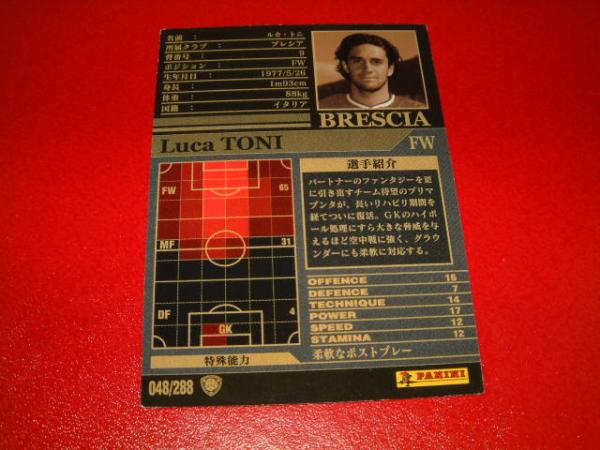 名前 : ルカ・トニ
所属クラブ : ブレシア
背番号 : 9
ポジション : FW
生年月日 : 1977/5/26
身長 : 1m93cm
体重 : 88kg
国籍 : イタリア
BRESCIA
Luca TONI
FW
FW 65
MF 31
DF 4
GK
選手紹介
パートナーのファンタジーを更
に引き出すチーム待望のプリマ
プンタが、長いリハビリ期間を
経てついに復活。GKのハイボ
ール処理にすら大きな脅威を与
えるほど空中戦に強く、グラウ
ンダーにも柔軟に対応する。
OFFENCE 16
DEFENCE 7
TECHNIQUE 14
POWER 17
SPEED 12
STAMINA 12
特殊能力
柔軟なポストプレー
048/288
PANINI